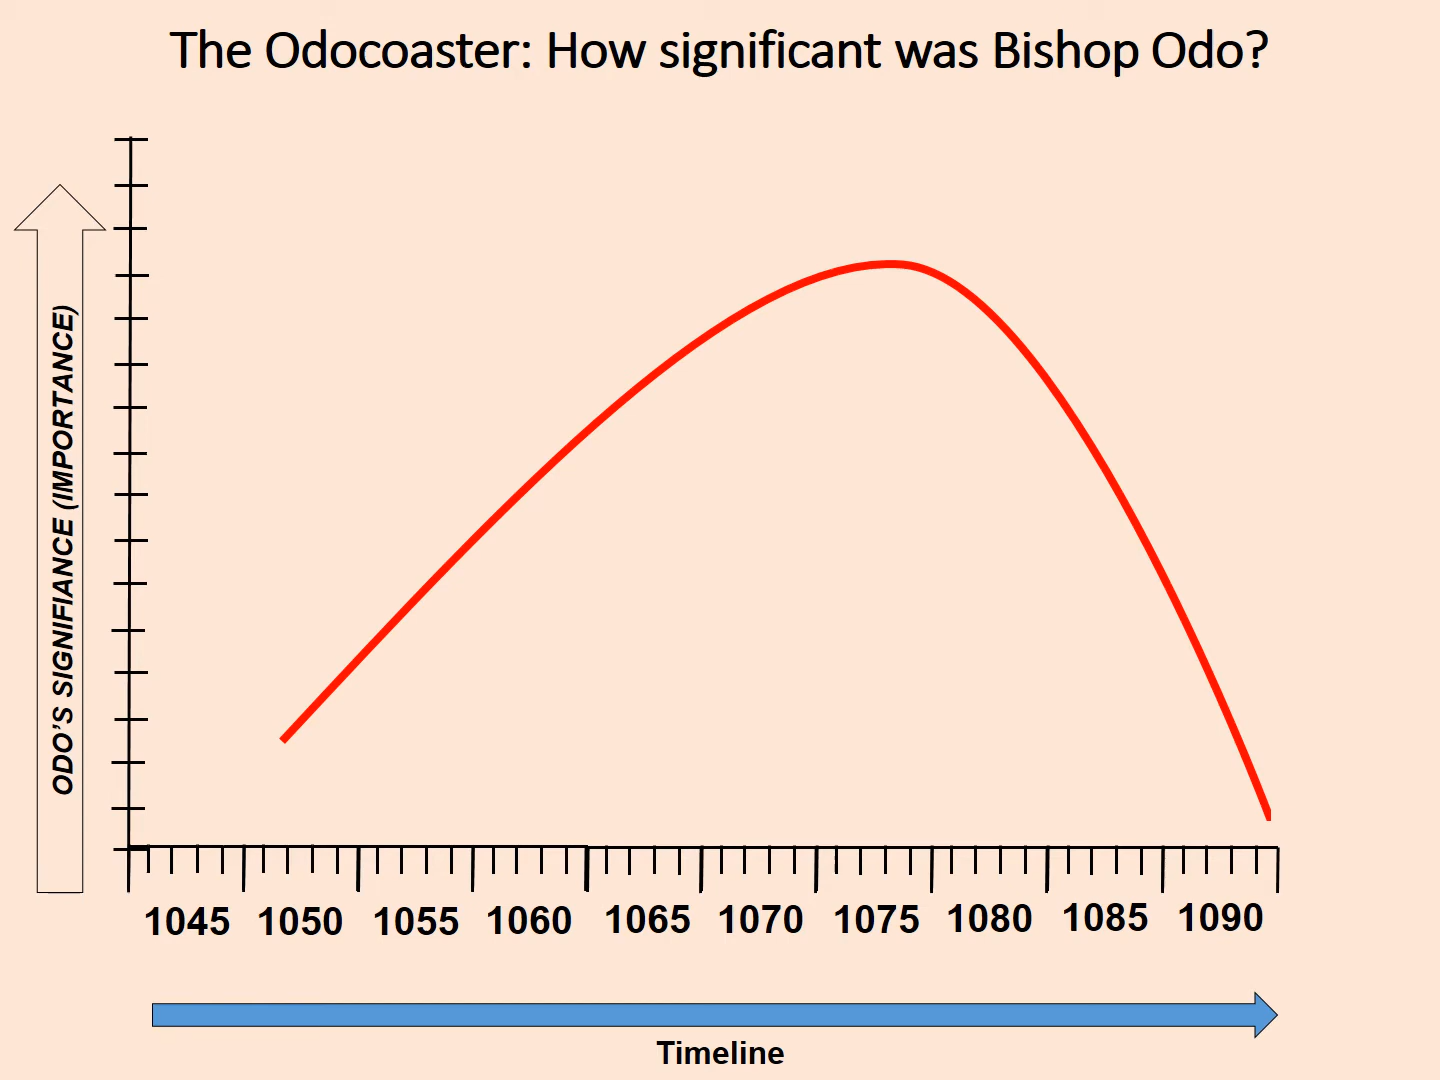 The Odocoaster: How significant was Bishop Odo?
ODO'S SIGNIFIANCE (IMPORTANCE)
1045 1050 1055 1060 1065 1070 1075 1080 1085 1090
Timeline